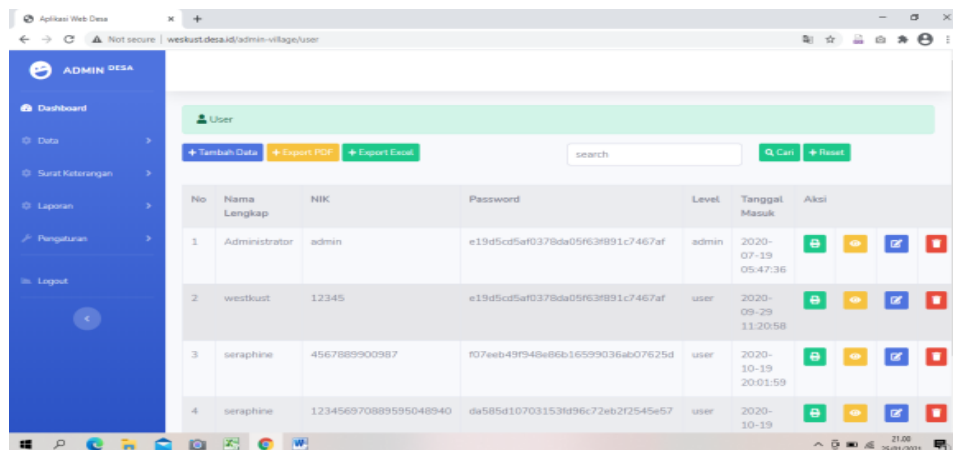 Aplikasi Web Desa
Not secure | weskust.desa.id/admin-village/user
ADMIN DESA
Dashboard
Data
Surat Keterangan
Laporan
Pengaturan
Logout
User
+ Tambah Data + Export PDF + Export Excel search Cari + Reset
No Nama Lengkap NIK Password Level Tanggal Masuk Aksi
1 Administrator admin e19d5cd5af0378da05f63f891c7467af admin 2020-07-19 05:47:36
2 westkust 12345 e19d5cd5af0378da05f63f891c7467af user 2020-09-29 11:20:58
3 seraphine 4567889900987 f07eeb49f948e86b16599036ab07625d user 2020-10-19 20:01:59
4 seraphine 123456970889595048940 da585d10703153fd96c72eb2f2545e57 user 2020-10-19
21.00
25/01/2021